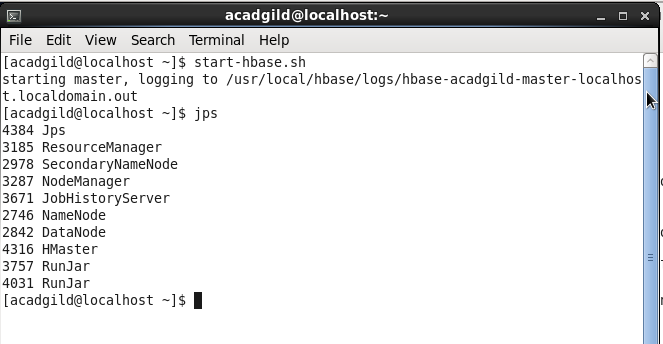 acadgild@localhost:~
File Edit View Search Terminal Help
[acadgild@localhost ~]$ start-hbase.sh
starting master, logging to /usr/local/hbase/logs/hbase-acadgild-master-localhos
t.localdomain.out
[acadgild@localhost ~]$ jps
4384 Jps
3185 ResourceManager
2978 SecondaryNameNode
3287 NodeManager
3671 JobHistoryServer
2746 NameNode
2842 DataNode
4316 HMaster
3757 RunJar
4031 RunJar
[acadgild@localhost ~]$